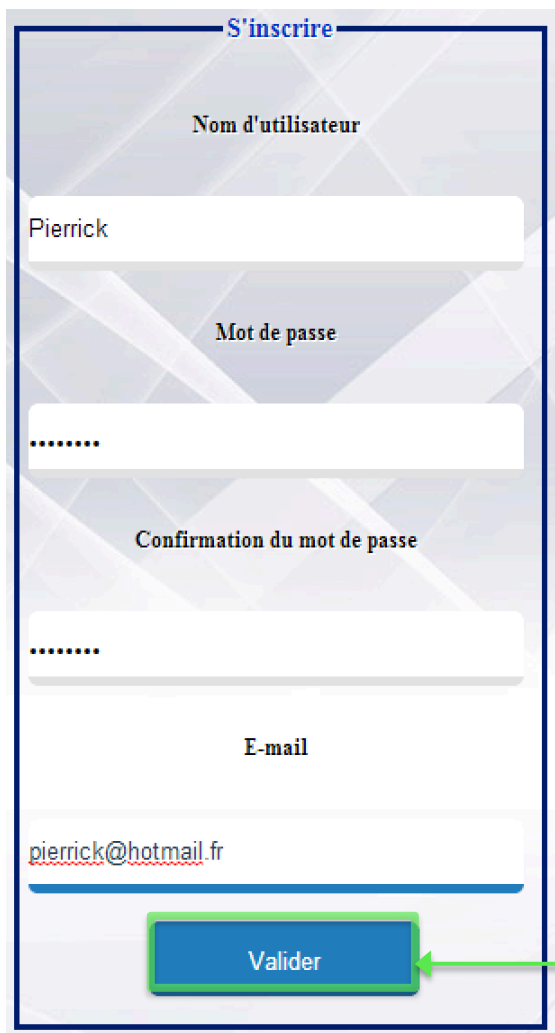 S'inscrire
Nom d'utilisateur
Pierrick
Mot de passe
••••••••
Confirmation du mot de passe
••••••••
E-mail
pierrick@hotmail.fr
Valider